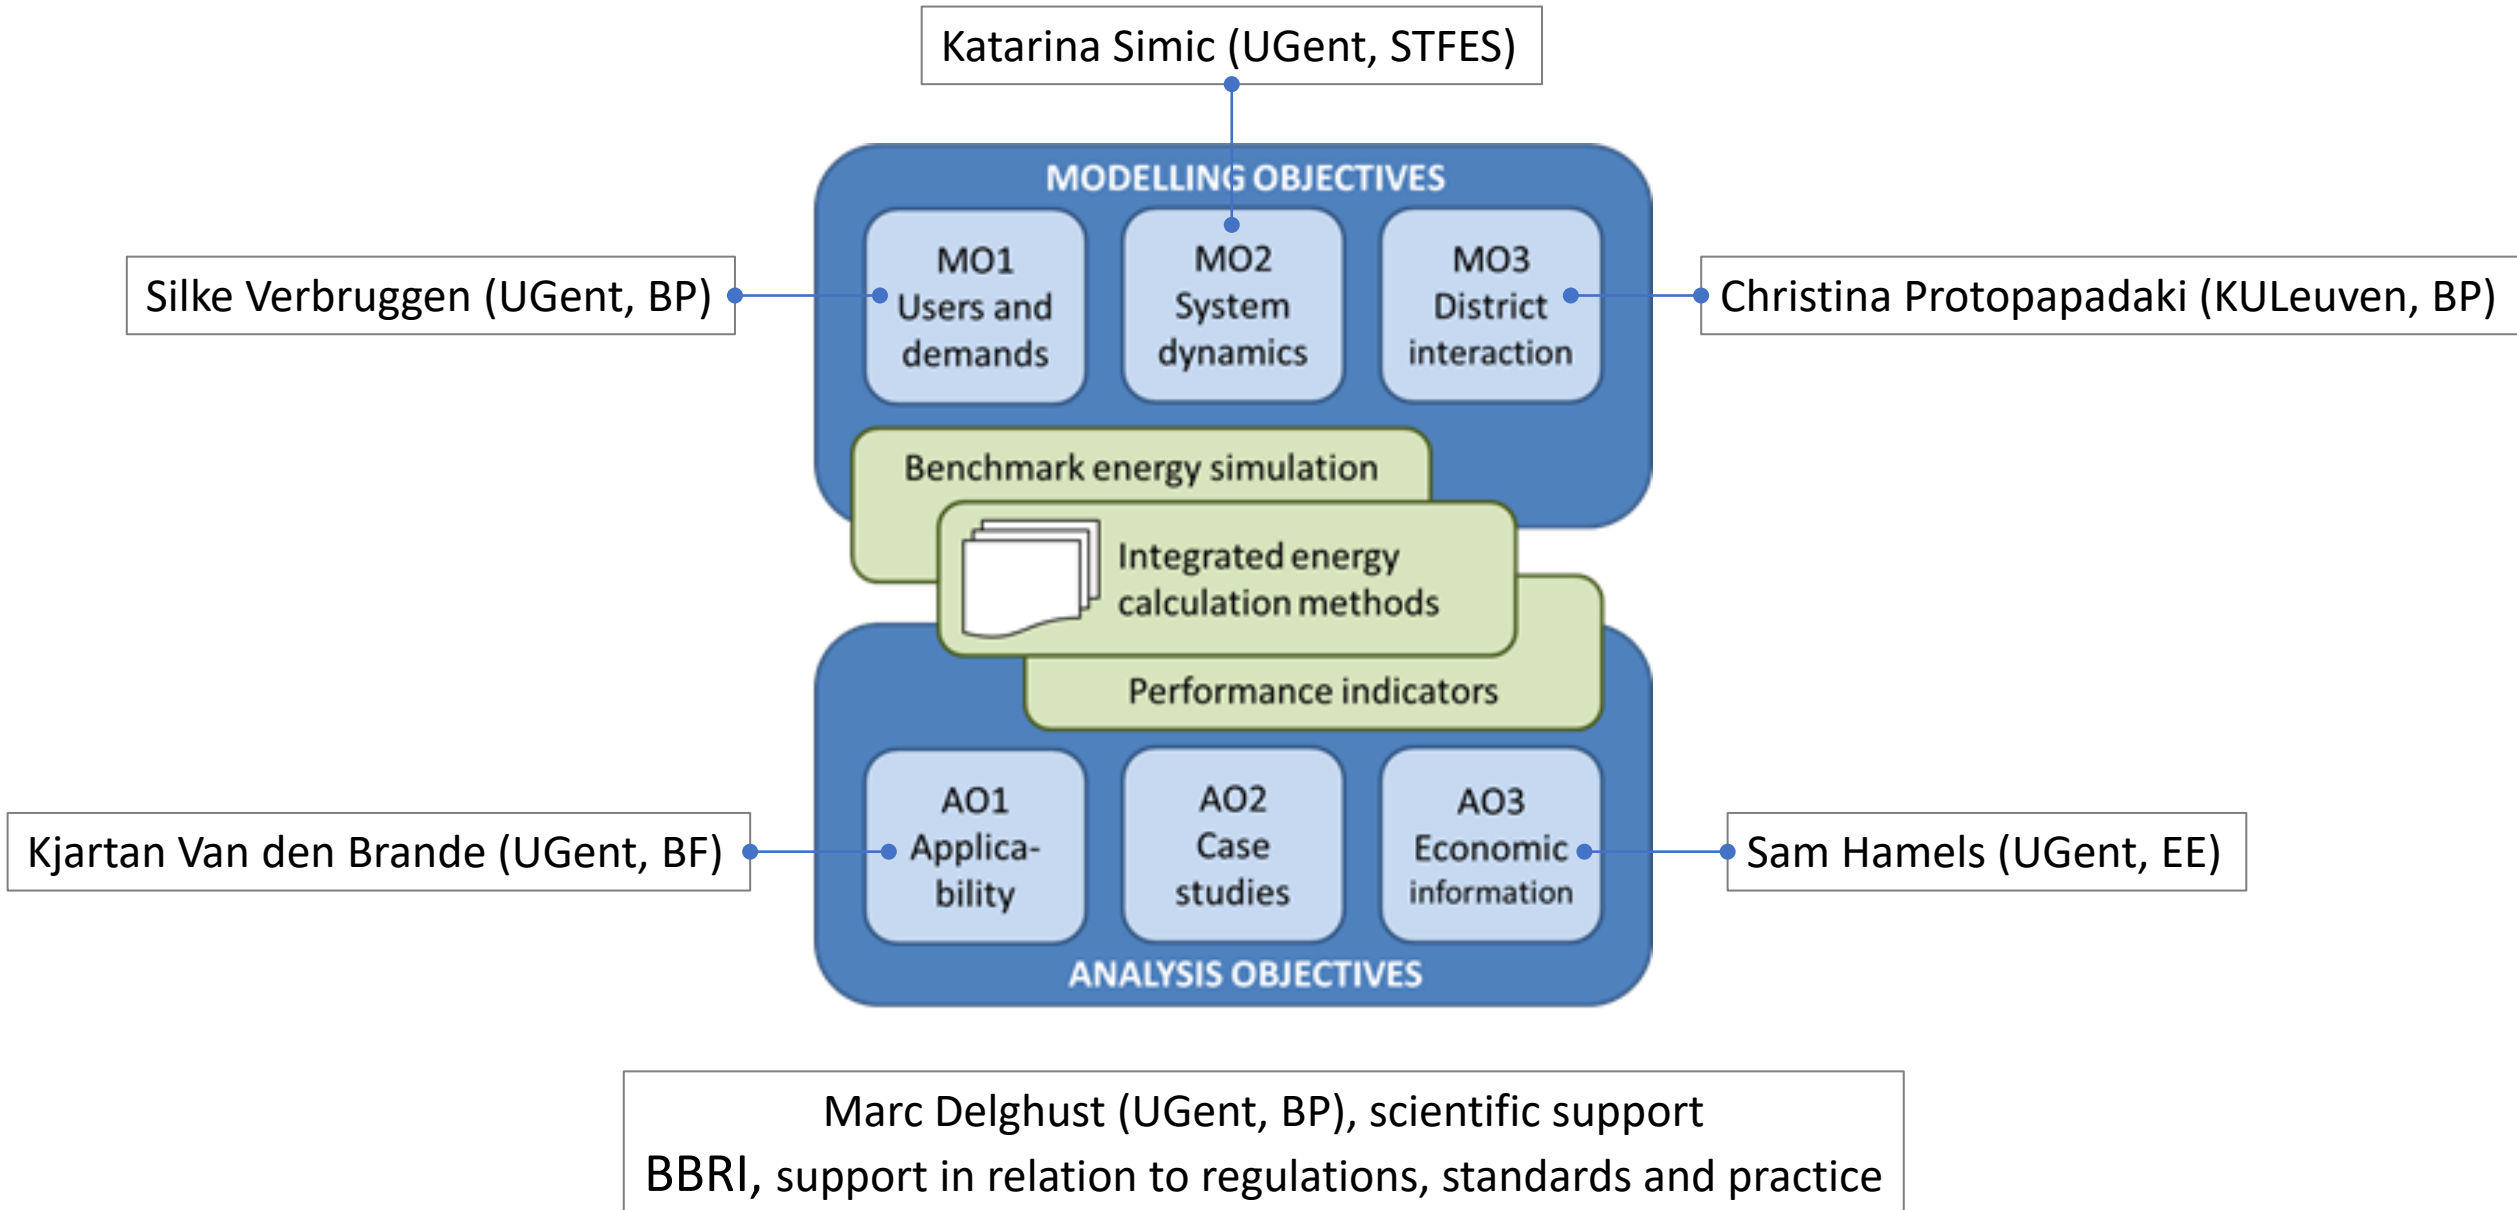 Katarina Simic (UGent, STFES)
MODELLING OBJECTIVES
Silke Verbruggen (UGent, BP)
MO1
Users and
demands
MO2
System
dynamics
MO3
District
interaction
Christina Protopapadaki (KULeuven, BP)
Benchmark energy simulation
Integrated energy
calculation methods
Performance indicators
Kjartan Van den Brande (UGent, BF)
AO1
Applica-
bility
AO2
Case
studies
AO3
Economic
information
Sam Hamels (UGent, EE)
ANALYSIS OBJECTIVES
Marc Delghust (UGent, BP), scientific support
BBRI, support in relation to regulations, standards and practice